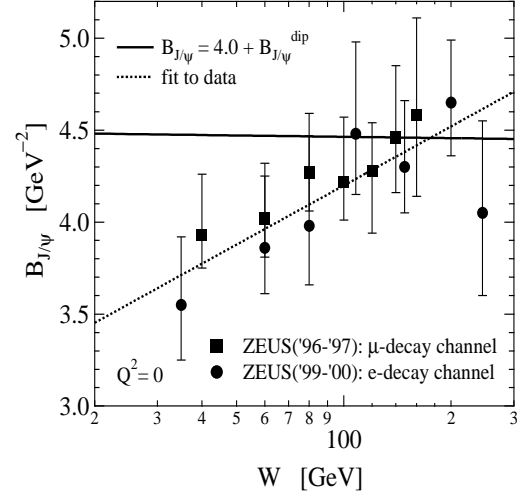 B_{J/ψ} = 4.0 + B_{J/ψ}^{dip}
fit to data
5.0
4.5
4.0
3.5
3.0
B_{J/ψ} [GeV^{−2}]
ZEUS('96-'97): μ-decay channel
ZEUS('99-'00): e-decay channel
Q^2 = 0
2 4 5 6 7 8 9 100 2 3
W [GeV]